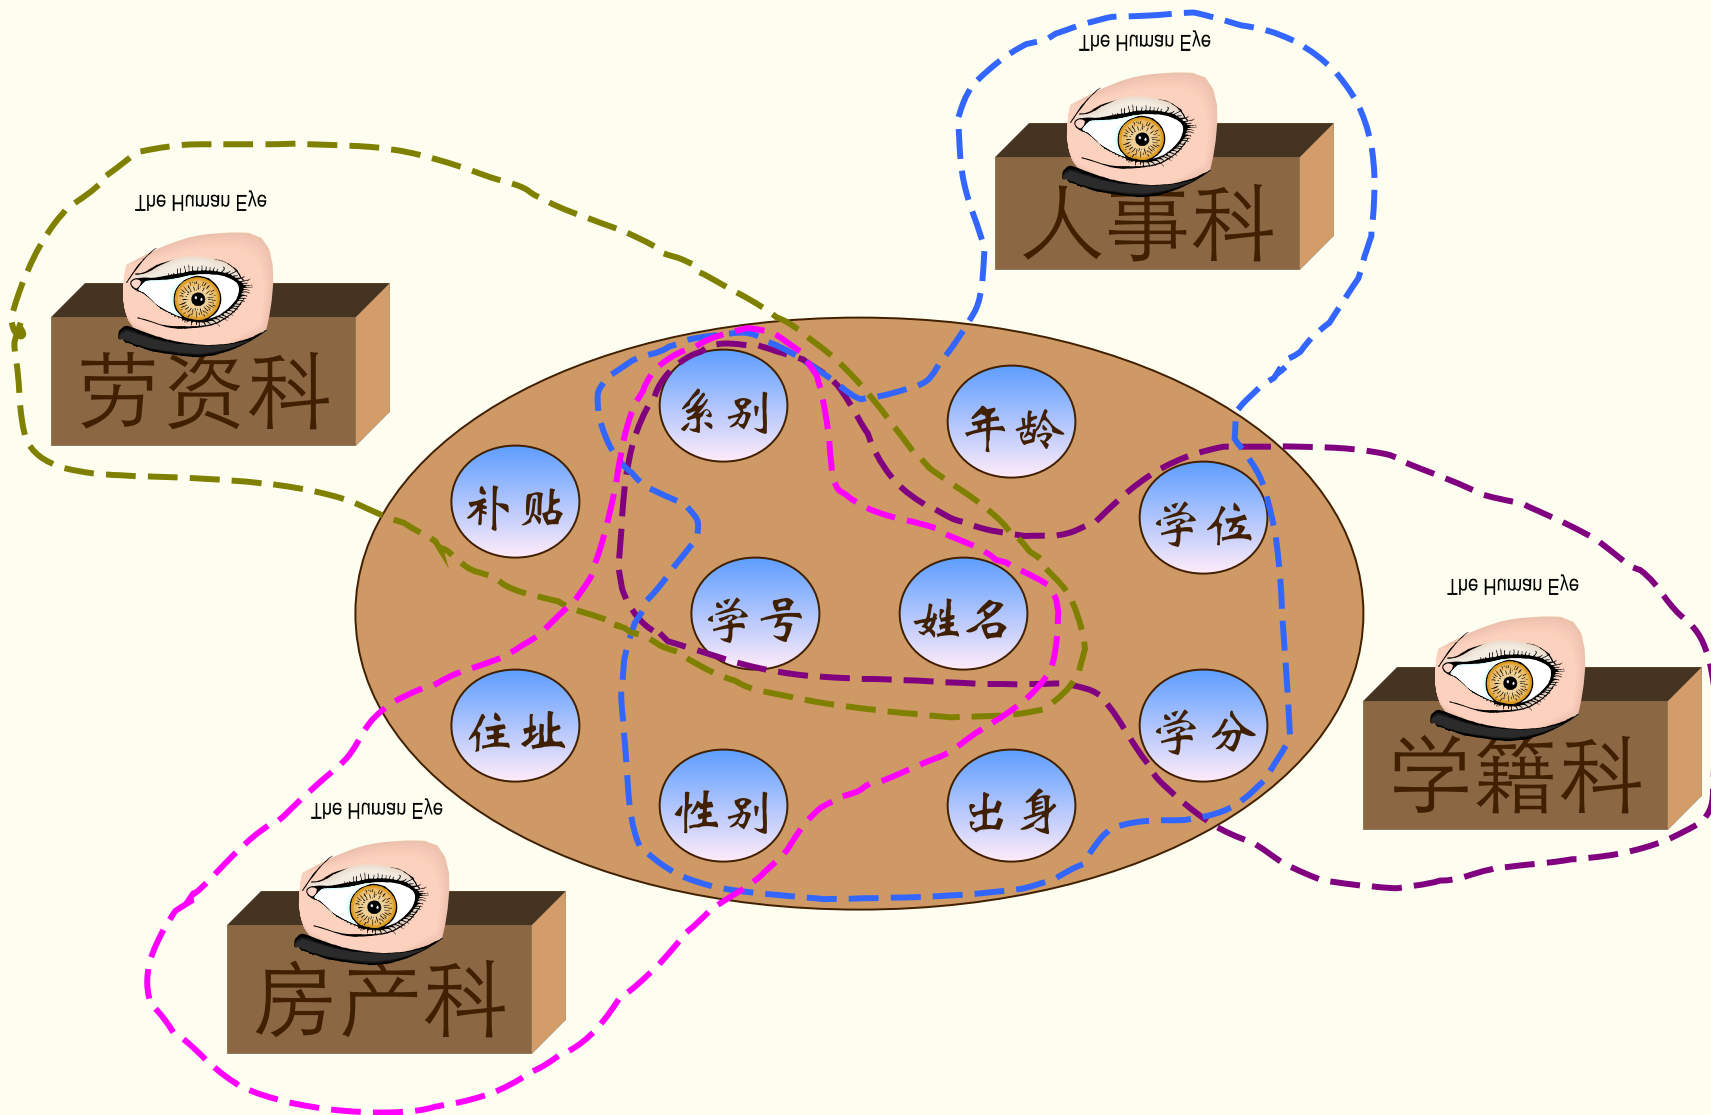 The Human Eye
人事科
The Human Eye
劳资科
系别
年龄
补贴
学位
学号
姓名
The Human Eye
学籍科
住址
学分
性别
出身
The Human Eye
房产科